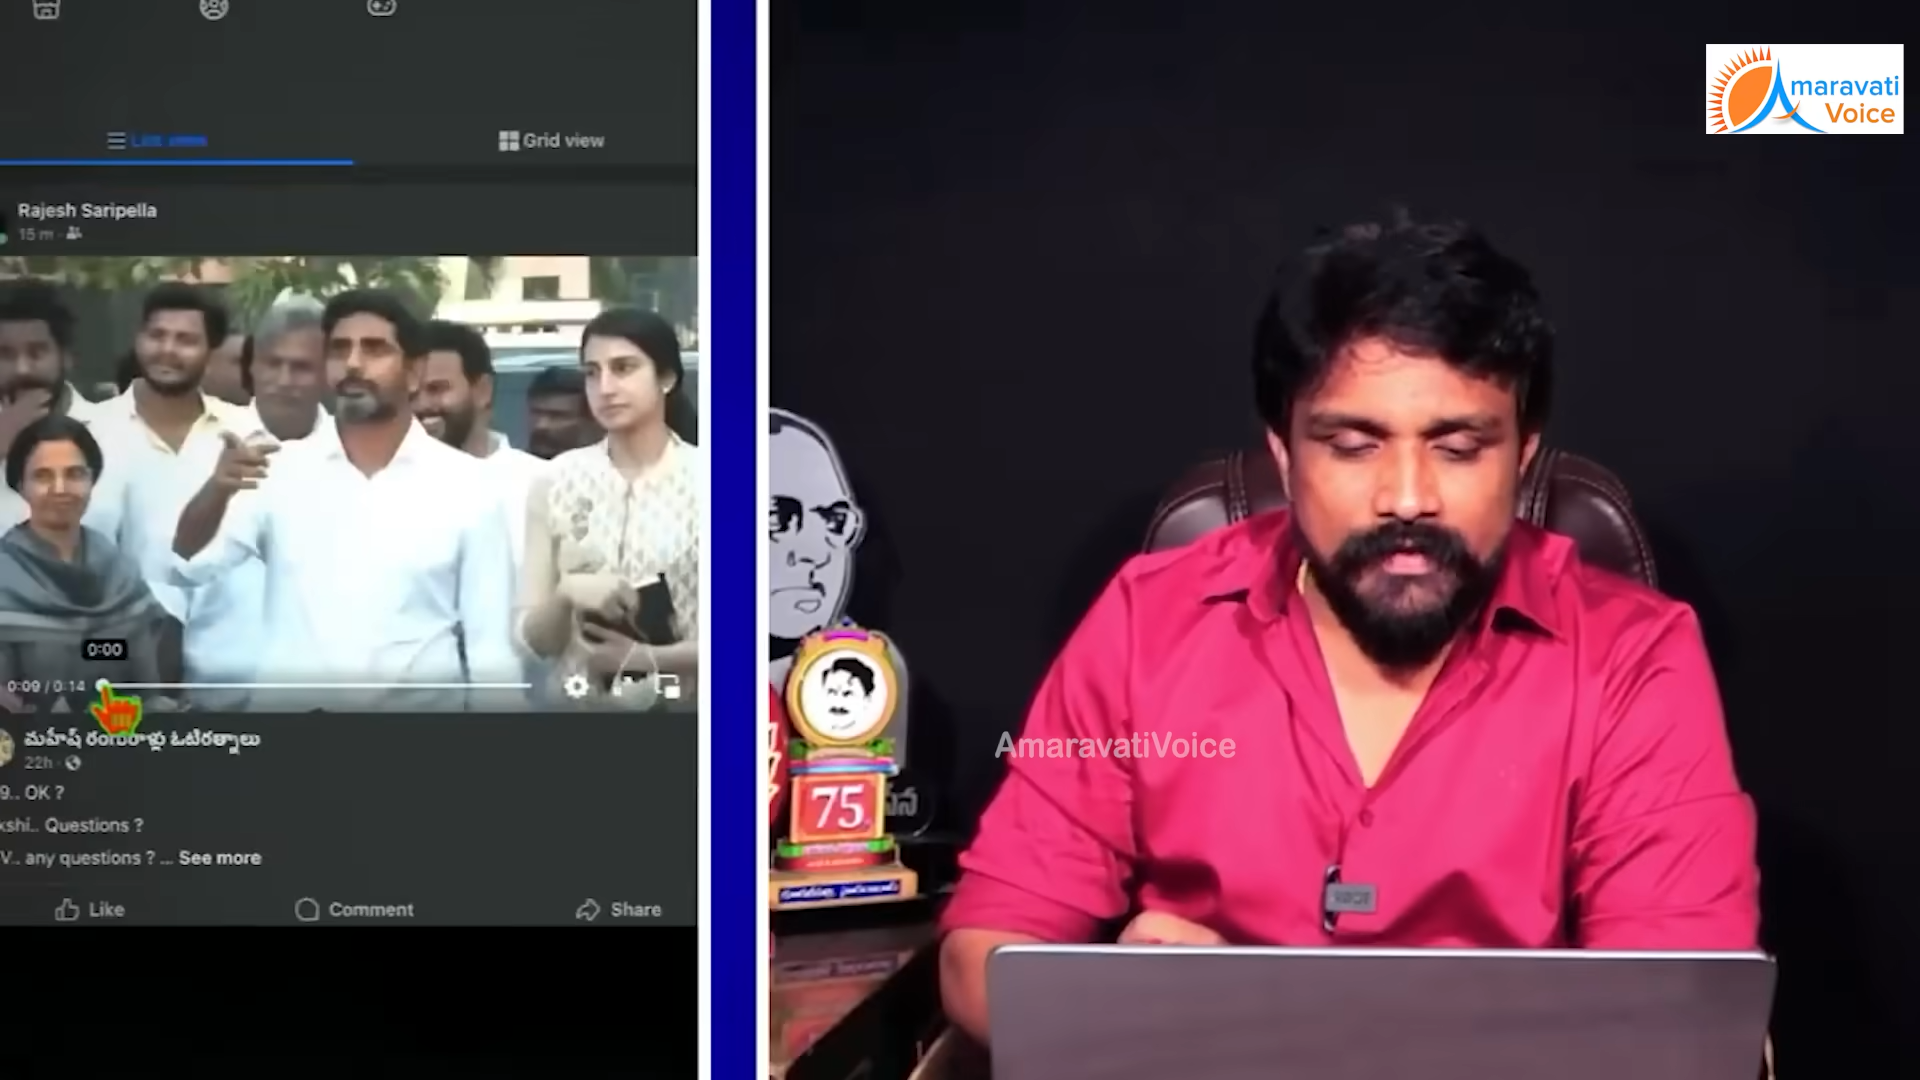 Grid view
Rajesh Saripella
15 m
0:00
0:09 / 0:14
మహీష్ రంగురాళ్లు ఓటిరత్నాలు
22h
9.. OK ?
kshi.. Questions ?
V.. any questions ? ... See more
Like
Comment
Share
Amaravati
Voice
AmaravatiVoice
75